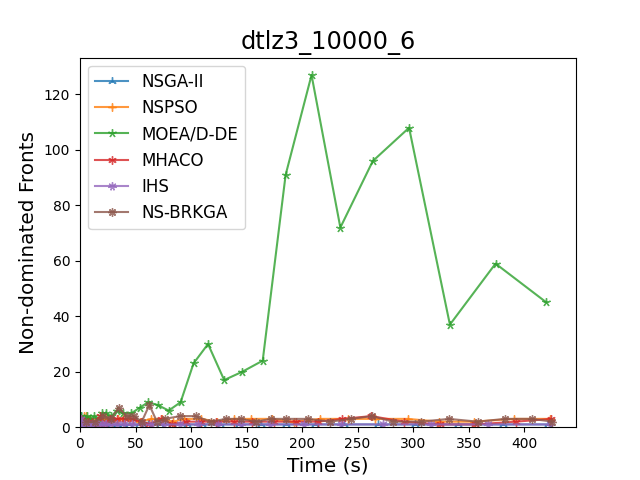 dtlz3_10000_6
NSGA-II
NSPSO
MOEA/D-DE
MHACO
IHS
NS-BRKGA
Non-dominated Fronts
120
100
80
60
40
20
0
0 50 100 150 200 250 300 350 400
Time (s)